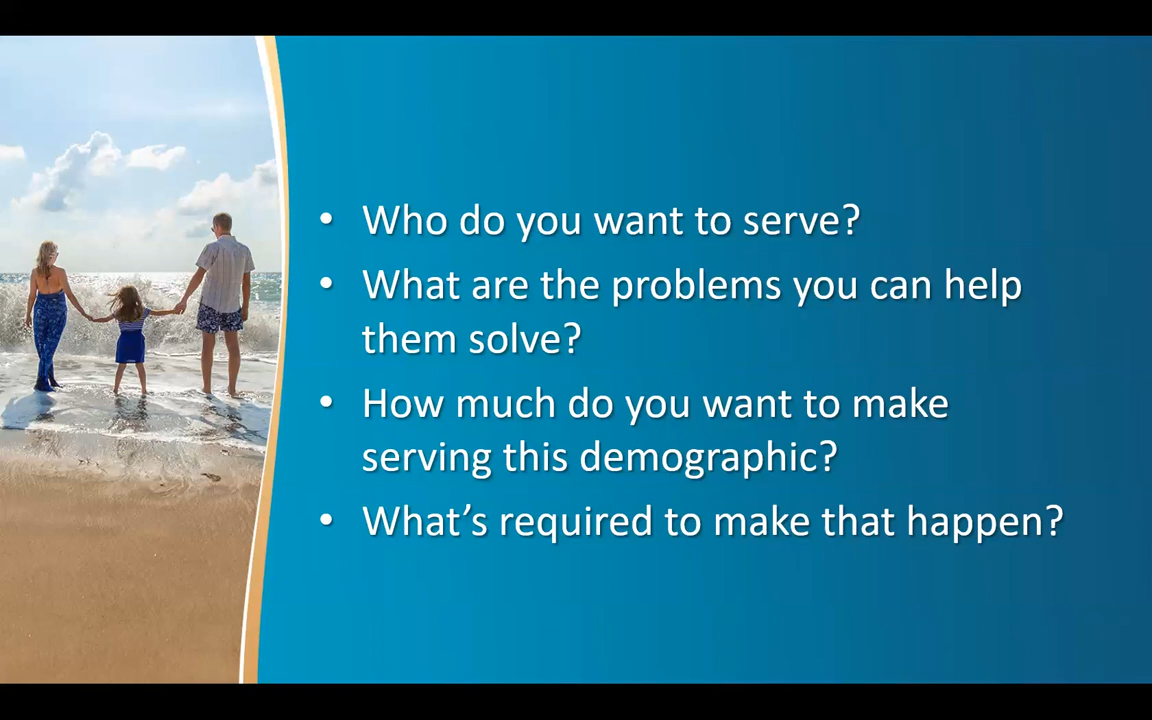 • Who do you want to serve?
• What are the problems you can help
them solve?
• How much do you want to make
serving this demographic?
• What’s required to make that happen?